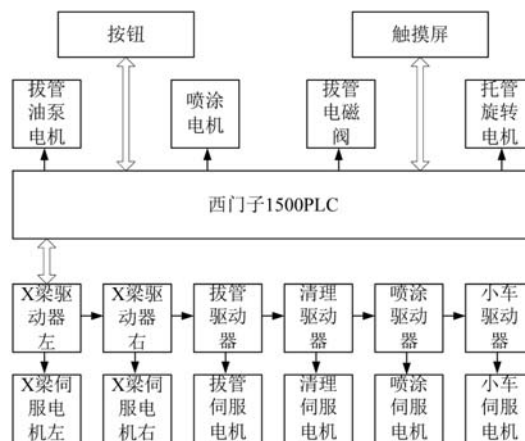 按钮
触摸屏
拔管
油泵
电机
喷涂
电机
拔管
电磁
阀
托管
旋转
电机
西门子1500PLC
X梁驱
动器
左
X梁驱
动器
右
拔管
驱动
器
清理
驱动
器
喷涂
驱动
器
小车
驱动
器
X梁伺
服电
机左
X梁伺
服电
机右
拔管
伺服
电机
清理
伺服
电机
喷涂
伺服
电机
小车
伺服
电机